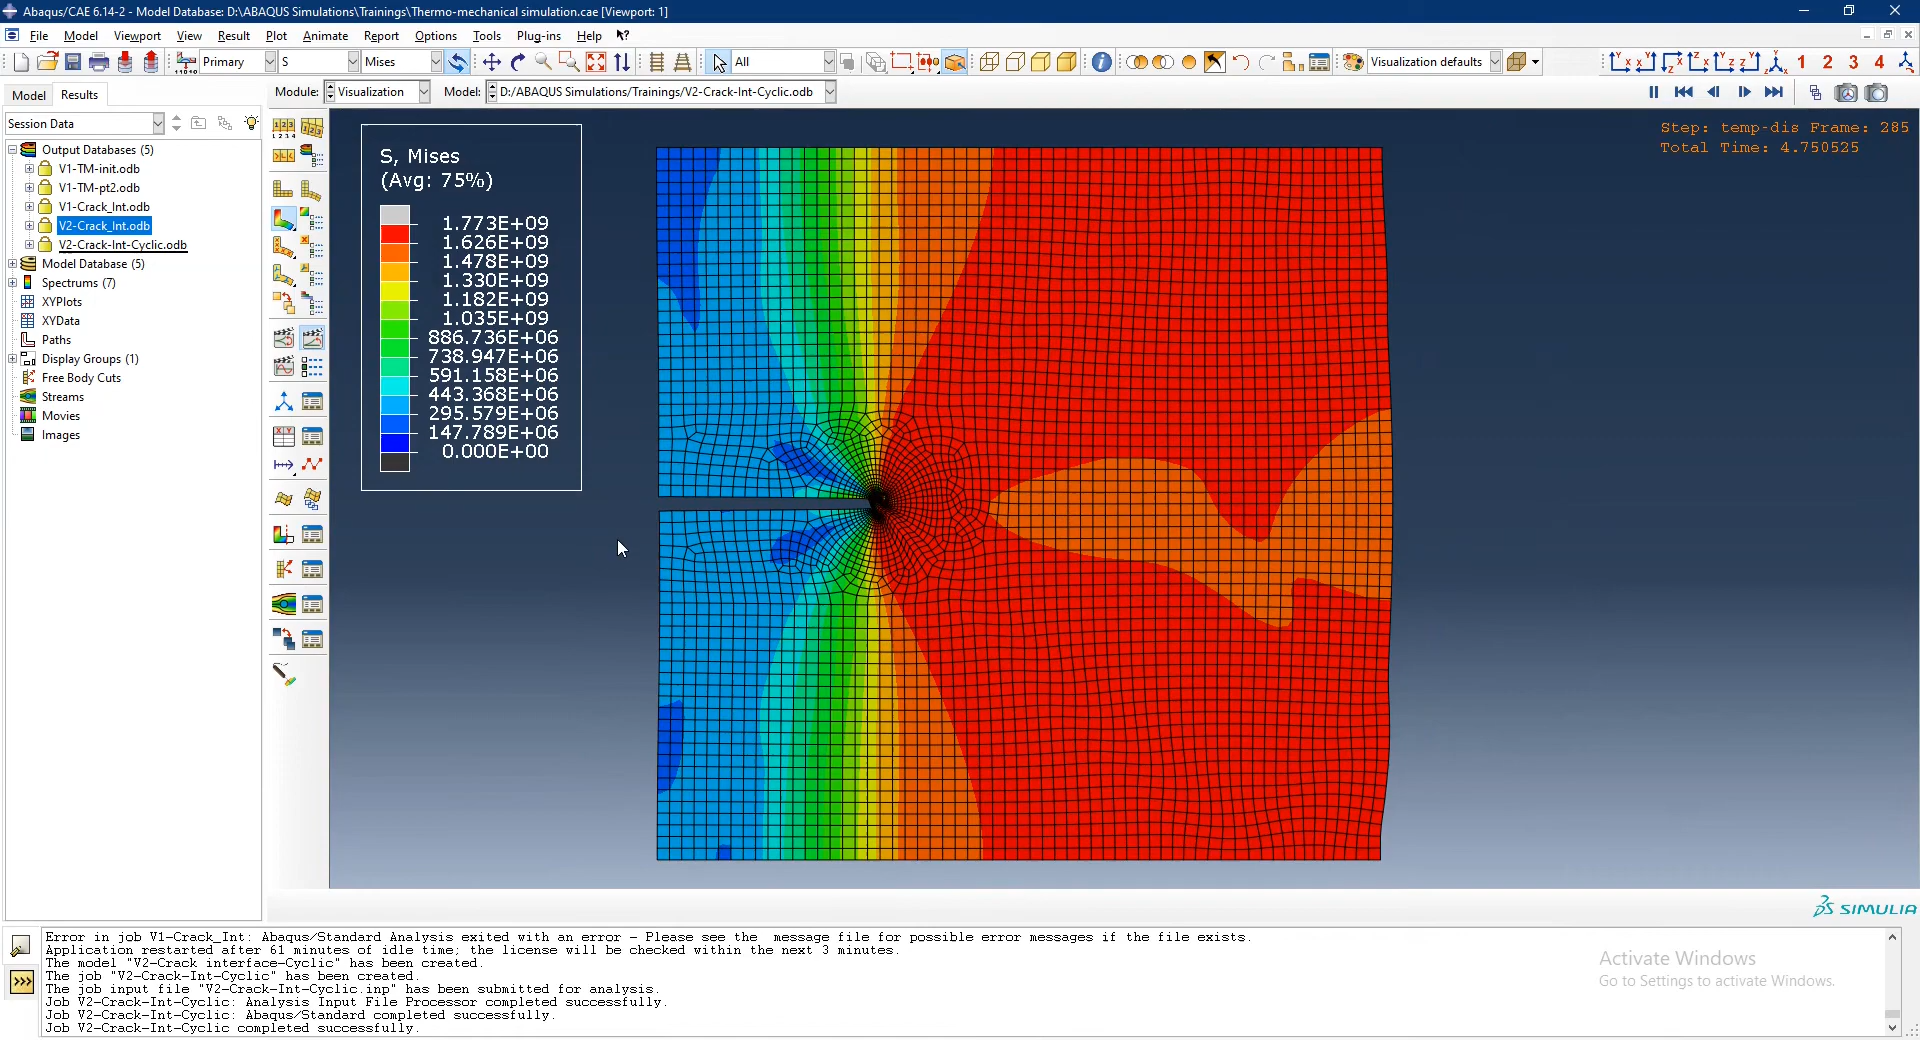 Abaqus/CAE 6.14-2 - Model Database: D:\ABAQUS Simulations\Trainings\Thermo-mechanical simulation.cae [Viewport: 1]
File Model Viewport View Result Plot Animate Report Options Tools Plug-ins Help
Primary S Mises All Visualization defaults 1 2 3 4
Model Results Module: Visualization Model: D:/ABAQUS Simulations/Trainings/V2-Crack-Int-Cyclic.odb
Session Data
Output Databases (5)
V1-TM-init.odb
V1-TM-pt2.odb
V1-Crack_Int.odb
V2-Crack_Int.odb
V2-Crack-Int-Cyclic.odb
Model Database (5)
Spectrums (7)
XYPlots
XYData
Paths
Display Groups (1)
Free Body Cuts
Streams
Movies
Images
S, Mises
(Avg: 75%)
1.773E+09
1.626E+09
1.478E+09
1.330E+09
1.182E+09
1.035E+09
886.736E+06
738.947E+06
591.158E+06
443.368E+06
295.579E+06
147.789E+06
0.000E+00
Step: temp-dis Frame: 285
Total Time: 4.750525
SIMULIA
Error in job V1-Crack_Int: Abaqus/Standard Analysis exited with an error - Please see the message file for possible error messages if the file exists.
Application restarted after 61 minutes of idle time; the license will be checked within the next 3 minutes.
The model "V2-Crack interface-Cyclic" has been created.
The job "V2-Crack-Int-Cyclic" has been created.
The job input file "V2-Crack-Int-Cyclic.inp" has been submitted for analysis.
Job V2-Crack-Int-Cyclic: Analysis Input File Processor completed successfully.
Job V2-Crack-Int-Cyclic: Abaqus/Standard completed successfully.
Job V2-Crack-Int-Cyclic completed successfully.
Activate Windows
Go to Settings to activate Windows.